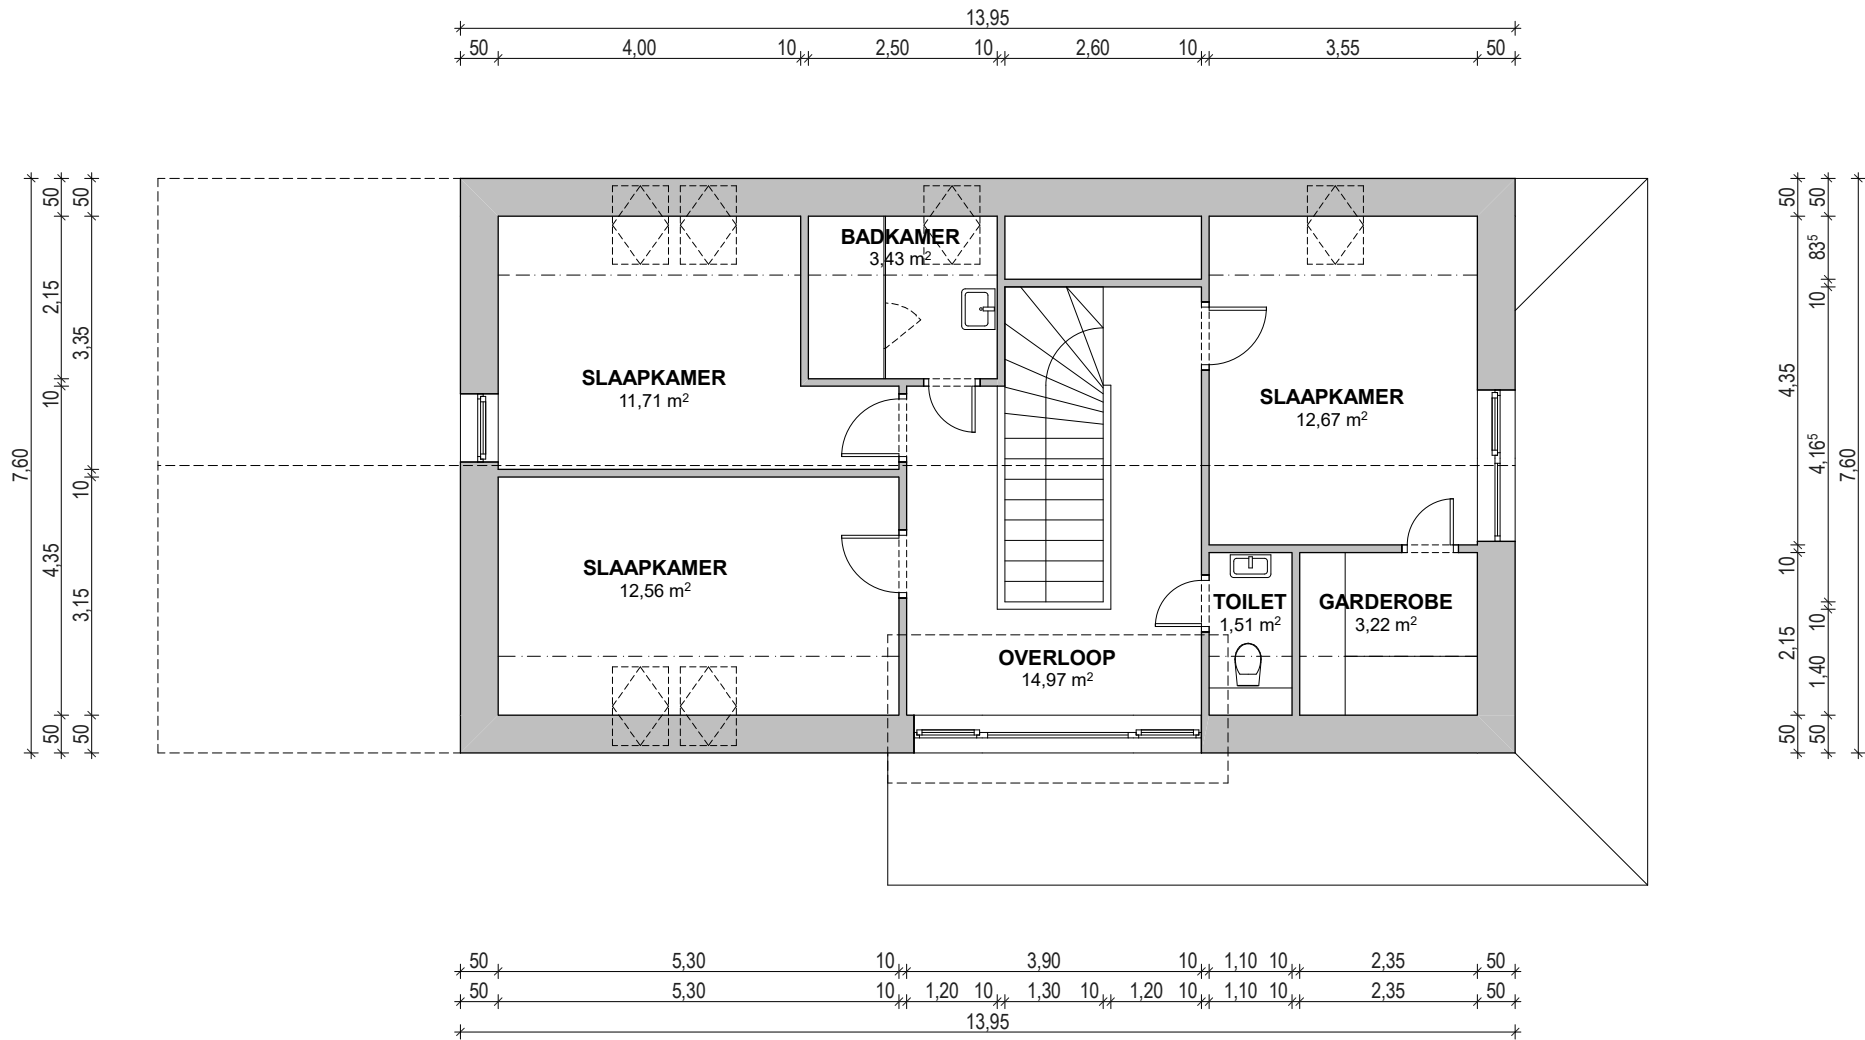 13,95
50 4,00 10 2,50 10 2,60 10 3,55 50
7,60
50 2,15 10 4,35 50
50 3,35 10 3,15 50
50 4,35 10 2,15 50
50 83⁵ 10 4,16⁵ 10 1,40 50
7,60
BADKAMER
3,43 m²
SLAAPKAMER
11,71 m²
SLAAPKAMER
12,67 m²
SLAAPKAMER
12,56 m²
TOILET
1,51 m²
GARDEROBE
3,22 m²
OVERLOOP
14,97 m²
50 5,30 10 3,90 10 1,10 10 2,35 50
50 5,30 10 1,20 10 1,30 10 1,20 10 1,10 10 2,35 50
13,95